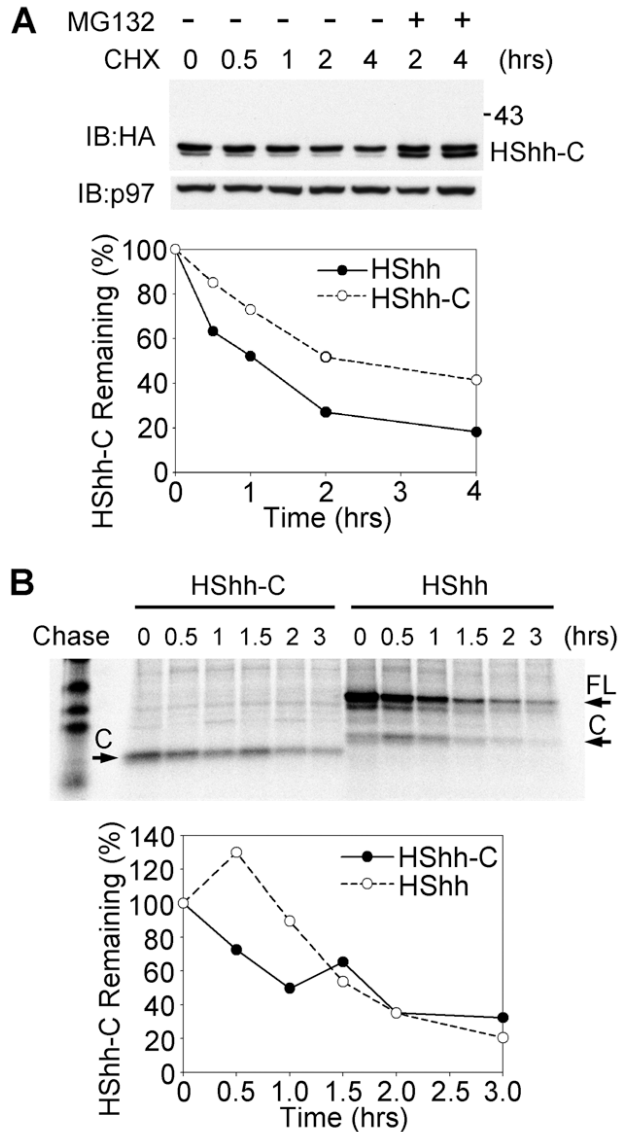 A
MG132 - - - - - + +
CHX 0 0.5 1 2 4 2 4 (hrs)
-43
IB:HA HShh-C
IB:p97
HShh-C Remaining (%)
100
80
60
40
20
0
HShh
HShh-C
0 1 2 3 4
Time (hrs)
B
HShh-C HShh
Chase 0 0.5 1 1.5 2 3 0 0.5 1 1.5 2 3 (hrs)
FL
C C
HShh-C Remaining (%)
140
120
100
80
60
40
20
0
HShh-C
HShh
0 0.5 1.0 1.5 2.0 2.5 3.0
Time (hrs)